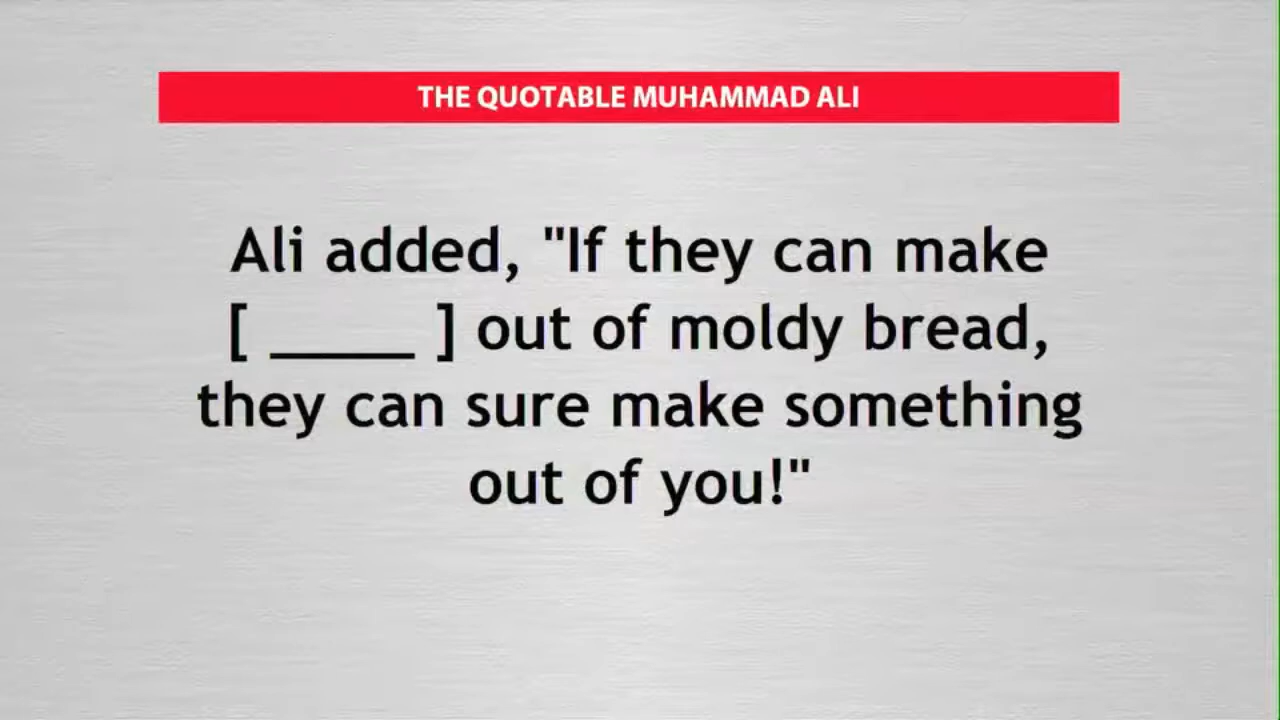 THE QUOTABLE MUHAMMAD ALI
Ali added, "If they can make
[ ____ ] out of moldy bread,
they can sure make something
out of you!"